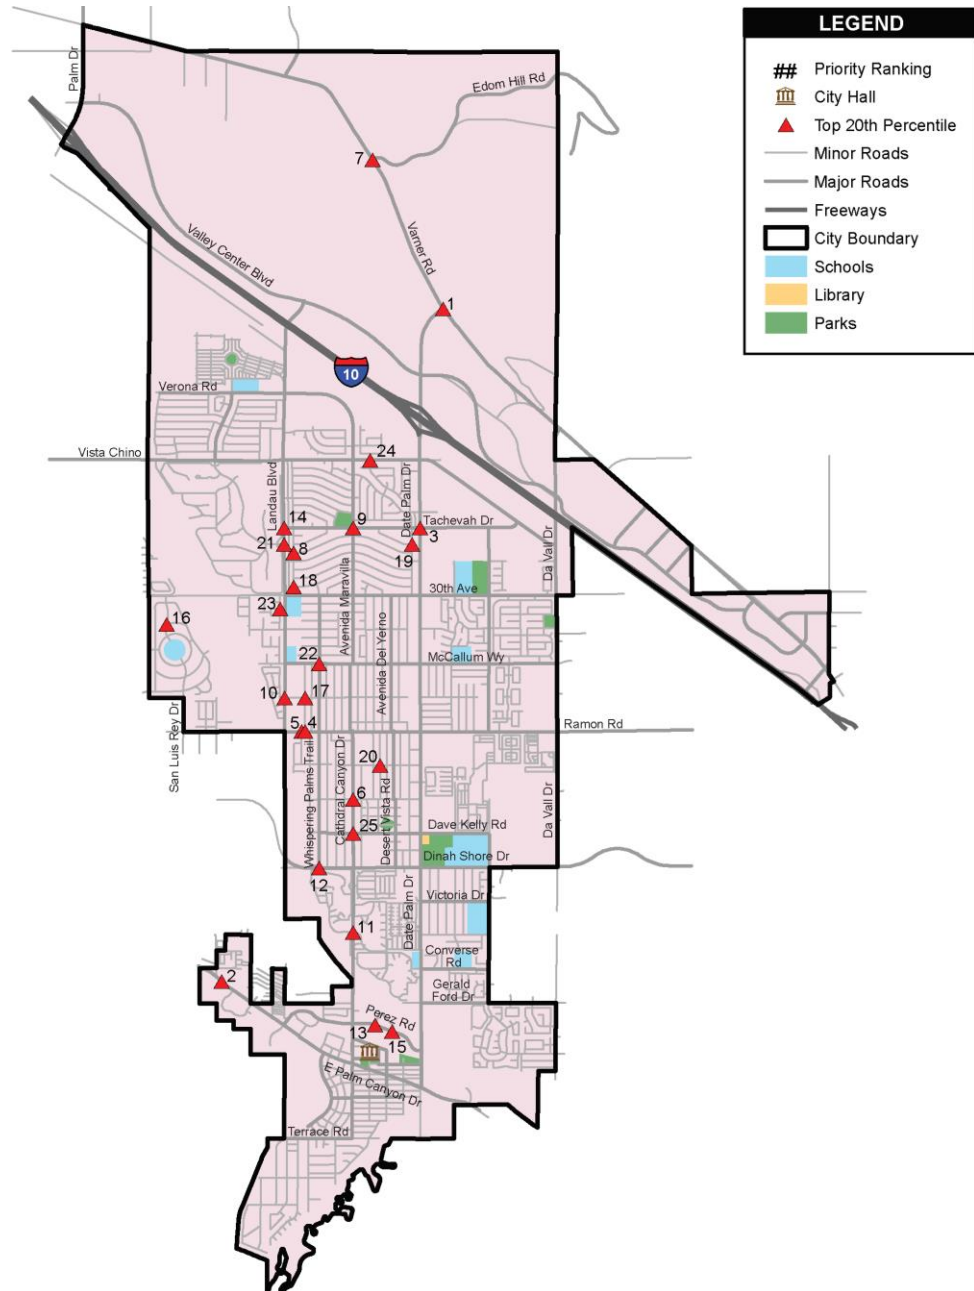 LEGEND
## Priority Ranking
City Hall
Top 20th Percentile
Minor Roads
Major Roads
Freeways
City Boundary
Schools
Library
Parks
Palm Dr
Edom Hill Rd
7
Varner Rd
Valley Center Blvd
1
10
Verona Rd
Vista Chino
24
Landau Blvd
Date Palm Dr
14
9
Tachevah Dr
3
21
8
19
Da Vall Dr
Avenida Maravilla
18
30th Ave
23
16
Avenida Del Yerno
22
McCallum Wy
10
17
San Luis Rey Dr
5
4
Ramon Rd
Whispering Palms Trail
Cathdral Canyon Dr
20
Desert Vista Rd
6
Da Vall Dr
25
Dave Kelly Rd
Dinah Shore Dr
12
Date Palm Dr
Victoria Dr
11
Converse
Rd
2
Gerald
Ford Dr
Perez Rd
13
15
E Palm Canyon Dr
Terrace Rd